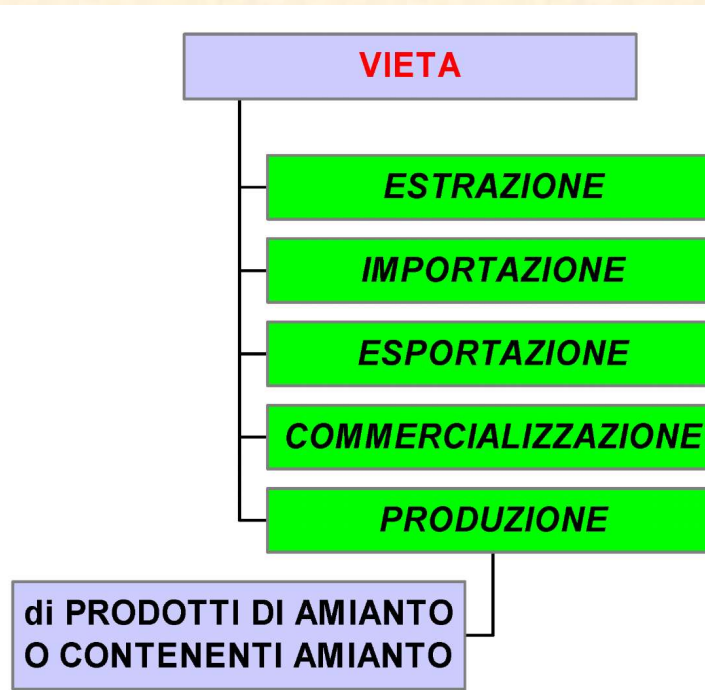 VIETA
ESTRAZIONE
IMPORTAZIONE
ESPORTAZIONE
COMMERCIALIZZAZIONE
PRODUZIONE
di PRODOTTI DI AMIANTO
O CONTENENTI AMIANTO